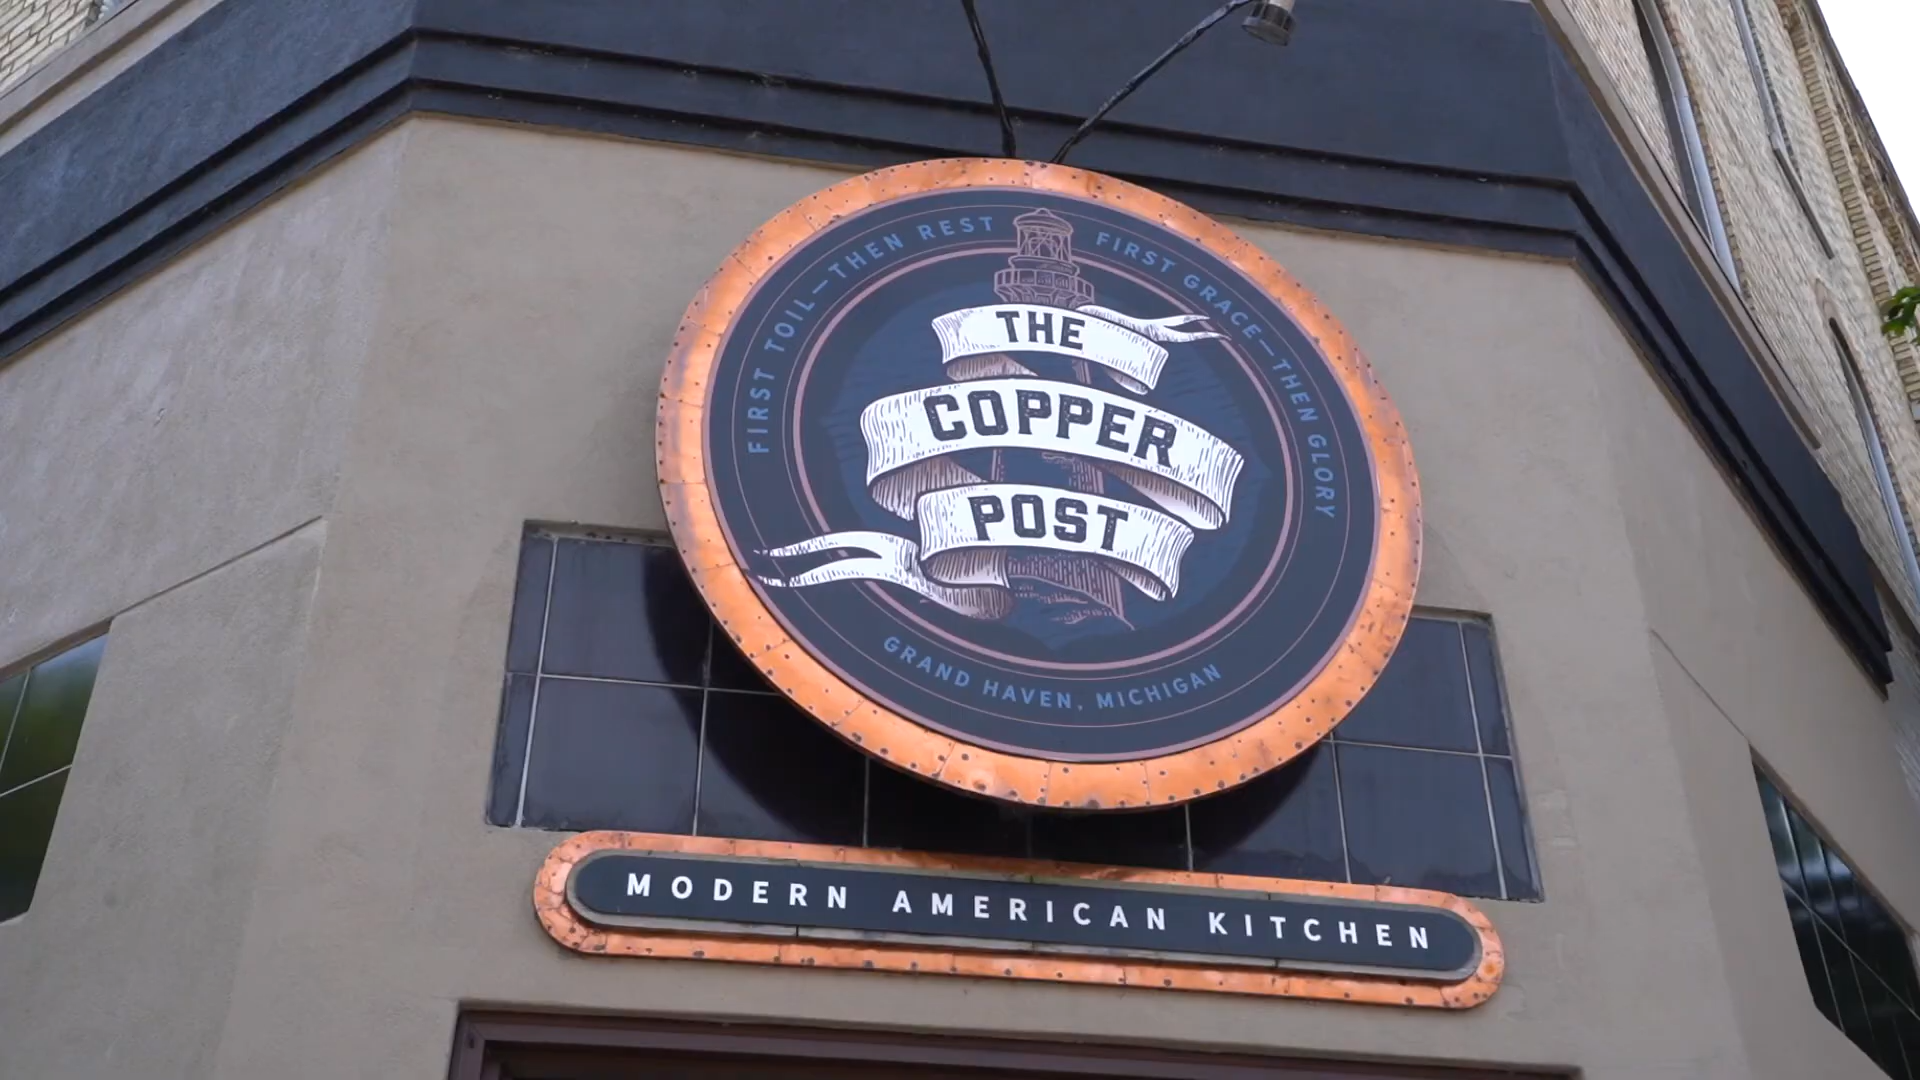 FIRST TOIL—THEN REST
FIRST GRACE—THEN GLORY
THE
COPPER
POST
GRAND HAVEN, MICHIGAN
MODERN AMERICAN KITCHEN